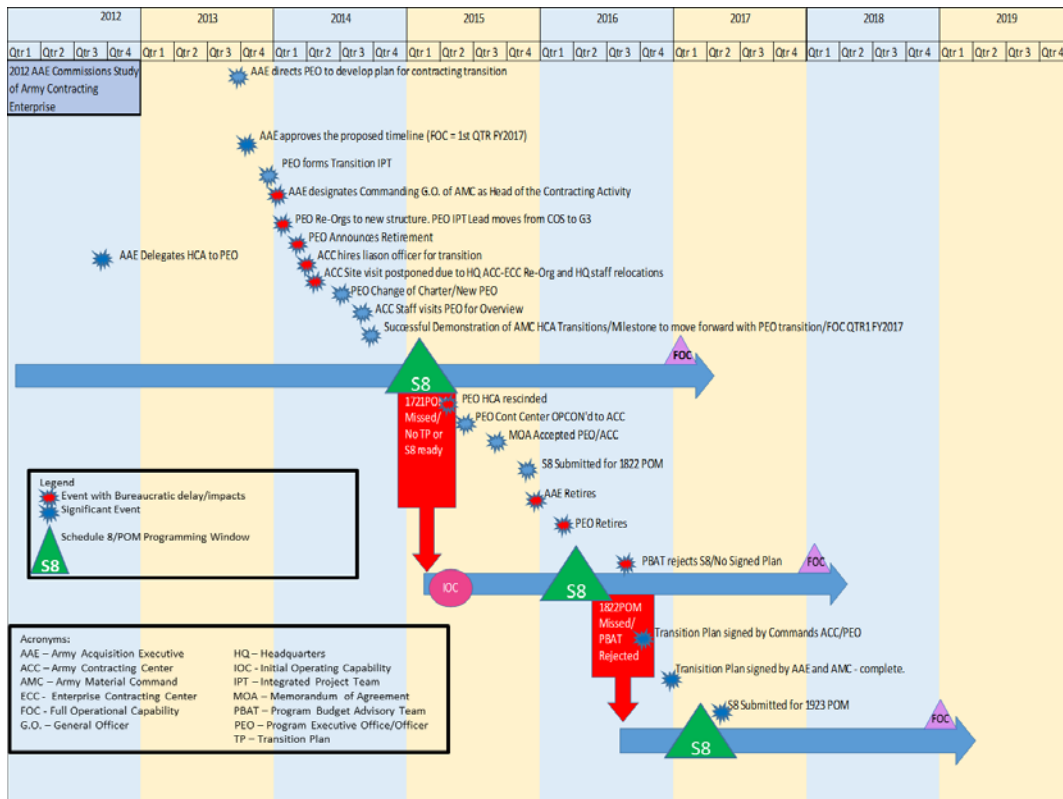 2012 2013 2014 2015 2016 2017 2018 2019
Qtr 1 Qtr 2 Qtr 3 Qtr 4 Qtr 1 Qtr 2 Qtr 3 Qtr 4 Qtr 1 Qtr 2 Qtr 3 Qtr 4 Qtr 1 Qtr 2 Qtr 3 Qtr 4 Qtr 1 Qtr 2 Qtr 3 Qtr 4 Qtr 1 Qtr 2 Qtr 3 Qtr 4 Qtr 1 Qtr 2 Qtr 3 Qtr 4 Qtr 1 Qtr 2 Qtr 3 Qtr 4
2012 AAE Commissions Study
of Army Contracting
Enterprise
AAE directs PEO to develop plan for contracting transition
AAE approves the proposed timeline (FOC = 1st QTR FY2017)
PEO forms Transition IPT
AAE designates Commanding G.O. of AMC as Head of the Contracting Activity
PEO Re-Orgs to new structure. PEO IPT Lead moves from COS to G3
PEO Announces Retirement
AAE Delegates HCA to PEO
ACC hires liason officer for transition
ACC Site visit postponed due to HQ ACC-ECC Re-Org and HQ staff relocations
PEO Change of Charter/New PEO
ACC Staff visits PEO for Overview
Successful Demonstration of AMC HCA Transitions/Milestone to move forward with PEO transition/FOC QTR1 FY2017
FOC
S8
1721POM
Missed/
No TP or
S8 ready
PEO HCA rescinded
PEO Cont Center OPCON'd to ACC
MOA Accepted PEO/ACC
S8 Submitted for 1822 POM
AAE Retires
PEO Retires
Legend
Event with Bureaucratic delay/impacts
Significant Event
Schedule 8/POM Programming Window
S8
PBAT rejects S8/No Signed Plan
FOC
IOC
S8
1822POM
Missed/
PBAT
Rejected
Transition Plan signed by Commands ACC/PEO
Transisition Plan signed by AAE and AMC - complete.
S8 Submitted for 1923 POM
FOC
S8
Acronyms:
AAE – Army Acquisition Executive
ACC – Army Contracting Center
AMC – Army Material Command
ECC - Enterprise Contracting Center
FOC - Full Operational Capability
G.O. – General Officer
HQ – Headquarters
IOC - Initial Operating Capability
IPT – Integrated Project Team
MOA – Memorandum of Agreement
PBAT – Program Budget Advisory Team
PEO – Program Executive Office/Officer
TP – Transition Plan